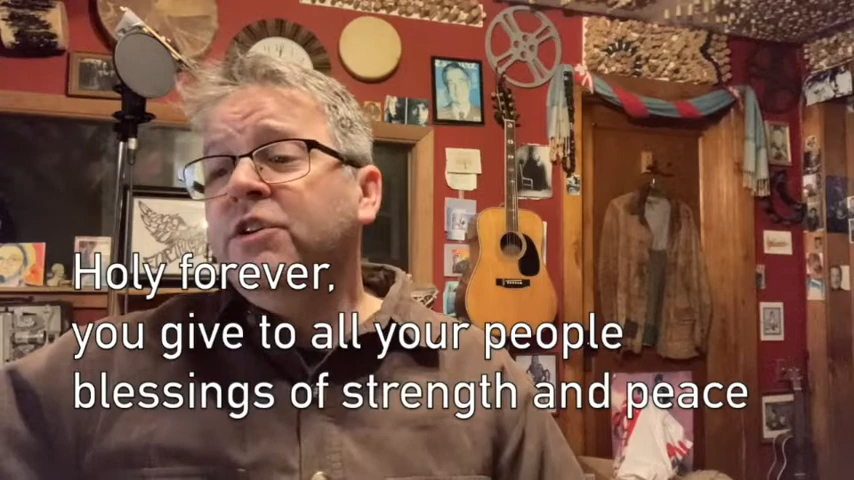 Holy forever,
you give to all your people
blessings of strength and peace